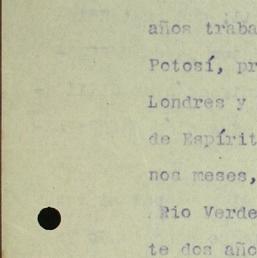 años traba
Potosí, pr
Londres y
de Espírit
nos meses,
Rio Verde
te dos año